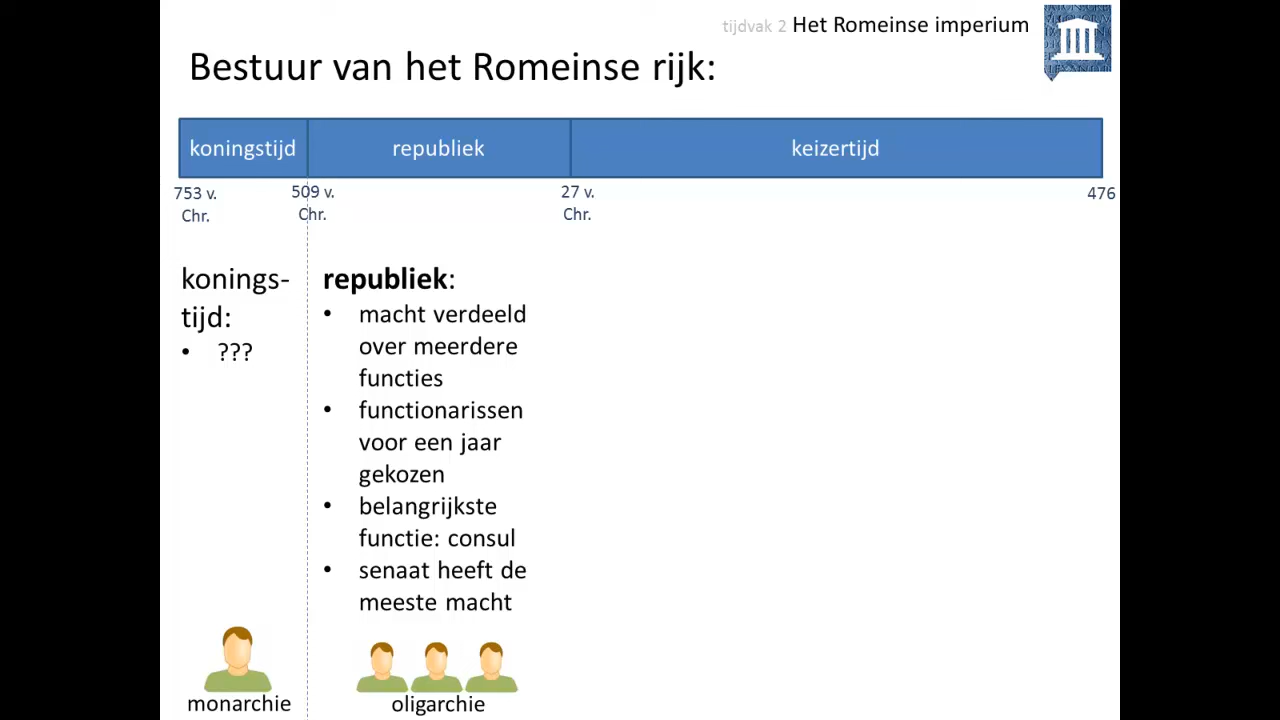 tijdvak 2 Het Romeinse imperium
Bestuur van het Romeinse rijk:
koningstijd
republiek
keizertijd
753 v.
Chr.
509 v.
Chr.
27 v.
Chr.
476
konings-
tijd:
• ???
republiek:
• macht verdeeld
over meerdere
functies
• functionarissen
voor een jaar
gekozen
• belangrijkste
functie: consul
• senaat heeft de
meeste macht
monarchie
oligarchie